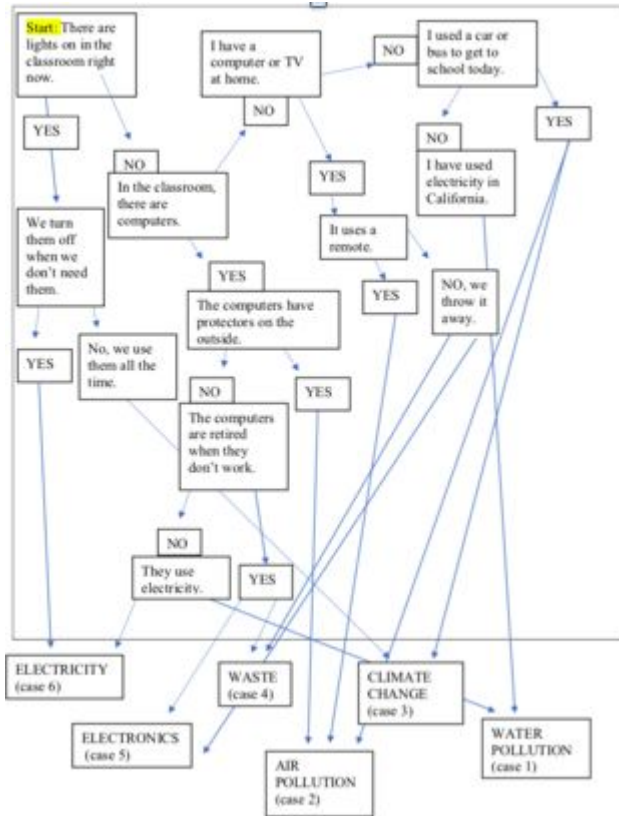 Start: There are
lights on in the
classroom right
now.
I have a
computer or TV
at home.
NO
I used a car or
bus to get to
school today.
YES
NO
YES
NO
In the classroom,
there are
computers.
NO
I have used
electricity in
California.
YES
We turn
them off
when we
don't need
them.
It uses a
remote.
YES
The computers have
protectors on the
outside.
YES
NO, we
throw it
away.
No, we use
them all the
time.
YES
NO
YES
The computers
are retired
when they
don't work.
NO
They use
electricity.
YES
ELECTRICITY
(case 6)
WASTE
(case 4)
CLIMATE
CHANGE
(case 3)
ELECTRONICS
(case 5)
WATER
POLLUTION
(case 1)
AIR
POLLUTION
(case 2)